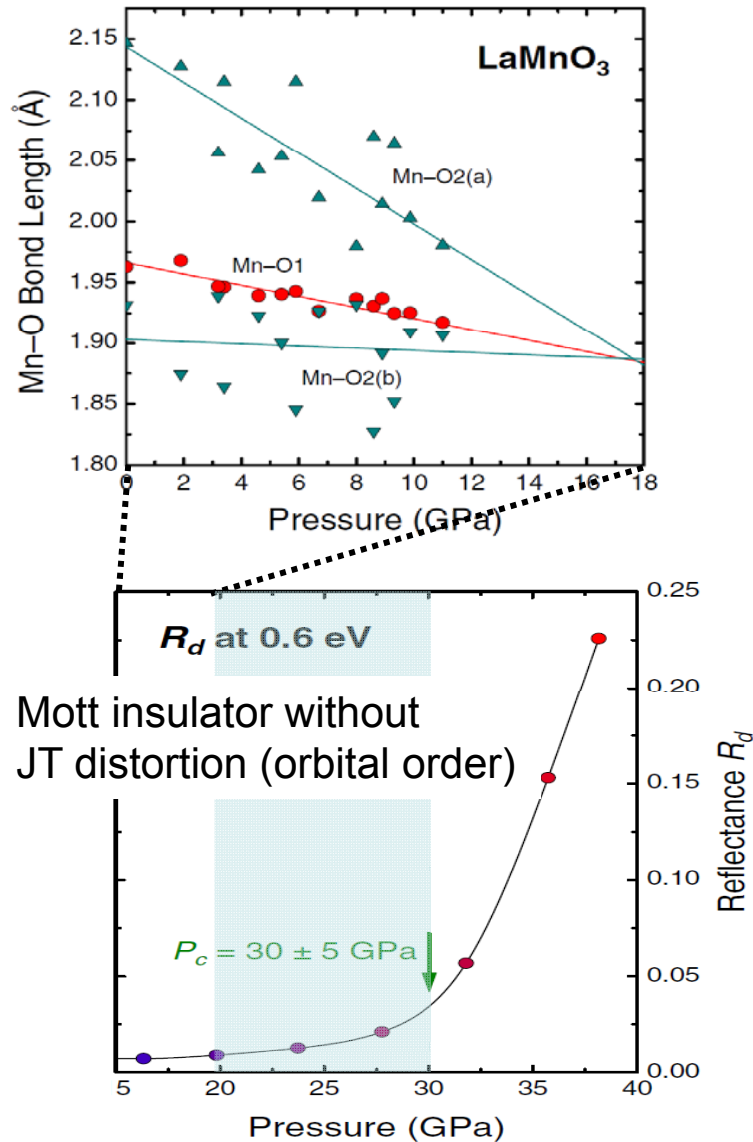 LaMnO3
2.15
2.10
2.05
2.00
1.95
1.90
1.85
1.80
Mn–O Bond Length (Å)
Mn–O2(a)
Mn–O1
Mn–O2(b)
0 2 4 6 8 10 12 14 16 18
Pressure (GPa)
Rd at 0.6 eV
Mott insulator without
JT distortion (orbital order)
Pc = 30 ± 5 GPa
0.25
0.20
0.15
0.10
0.05
0.00
Reflectance Rd
5 20 25 30 35 40
Pressure (GPa)